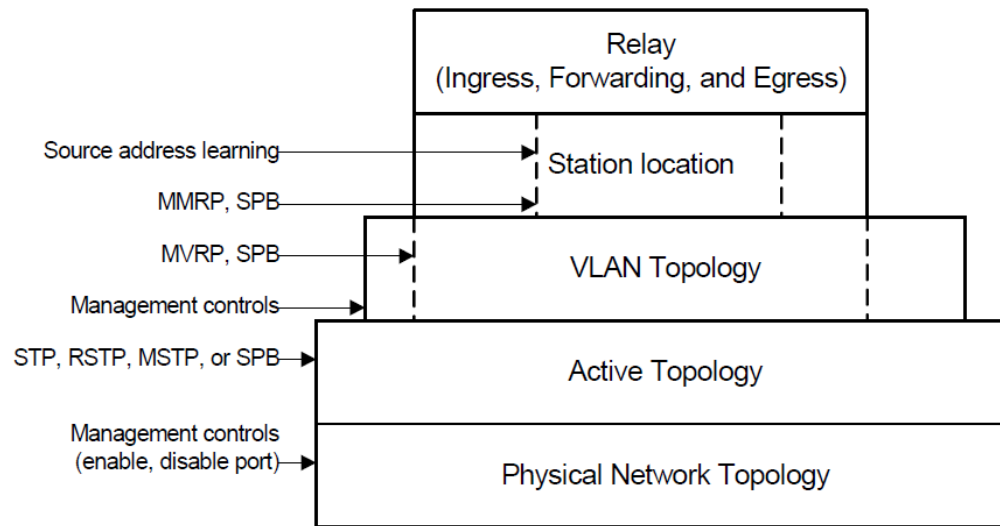 Relay
(Ingress, Forwarding, and Egress)
Source address learning
Station location
MMRP, SPB
MVRP, SPB
VLAN Topology
Management controls
STP, RSTP, MSTP, or SPB
Active Topology
Management controls
(enable, disable port)
Physical Network Topology